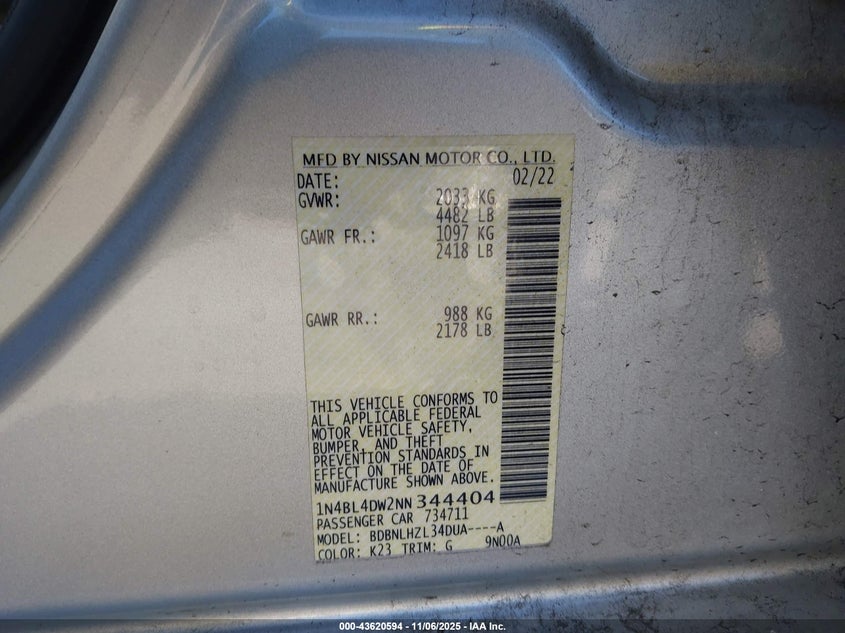 MFD BY NISSAN MOTOR CO., LTD.
DATE: 02/22
GVWR: 2033 KG
4482 LB
GAWR FR.: 1097 KG
2418 LB
GAWR RR.: 988 KG
2178 LB
THIS VEHICLE CONFORMS TO
ALL APPLICABLE FEDERAL
MOTOR VEHICLE SAFETY,
BUMPER, AND THEFT
PREVENTION STANDARDS IN
EFFECT ON THE DATE OF
MANUFACTURE SHOWN ABOVE.
1N4BL4DW2NN344404
PASSENGER CAR 734711
MODEL: BDBNLHZL34DUA----A
COLOR: K23 TRIM: G 9N00A
000-43620594 - 11/06/2025 - IAA Inc.